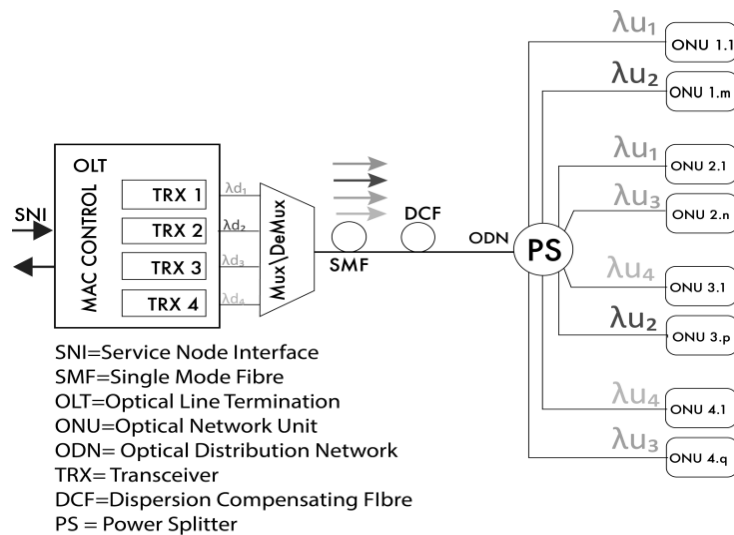 λu₁
ONU 1.1
λu₂
ONU 1.m
λu₁
ONU 2.1
λu₃
ONU 2.n
λu₄
ONU 3.1
λu₂
ONU 3.p
λu₄
ONU 4.1
λu₃
ONU 4.q
OLT
SNI
MAC CONTROL
TRX 1
TRX 2
TRX 3
TRX 4
λd₁
λd₂
λd₃
λd₄
Mux\DeMux
SMF
DCF
ODN
PS
SNI=Service Node Interface
SMF=Single Mode Fibre
OLT=Optical Line Termination
ONU=Optical Network Unit
ODN= Optical Distribution Network
TRX= Transceiver
DCF=Dispersion Compensating FIbre
PS = Power Splitter